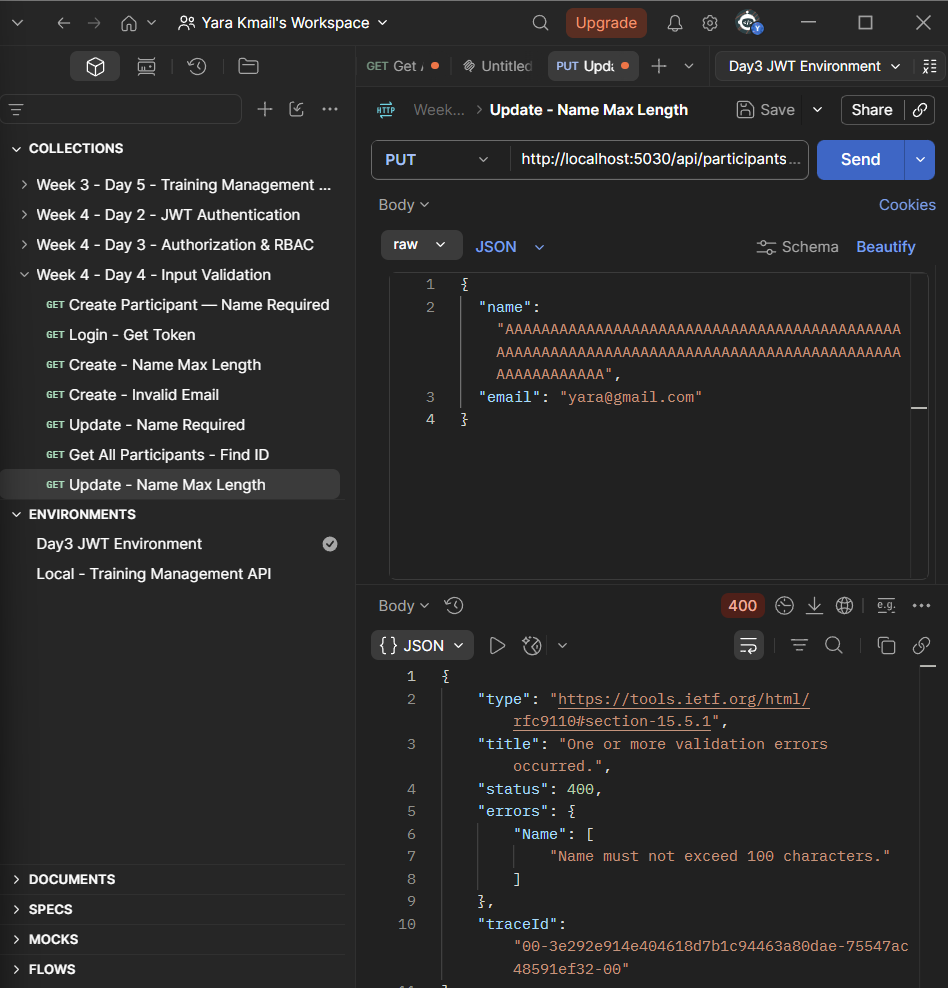 Yara Kmail's Workspace
Upgrade
Y
GET Get
Untitled
PUT Upda
Day3 JWT Environment
HTTP
Week... > Update - Name Max Length
Save
Share
COLLECTIONS
Week 3 - Day 5 - Training Management ...
Week 4 - Day 2 - JWT Authentication
Week 4 - Day 3 - Authorization & RBAC
Week 4 - Day 4 - Input Validation
GET Create Participant — Name Required
GET Login - Get Token
GET Create - Name Max Length
GET Create - Invalid Email
GET Update - Name Required
GET Get All Participants - Find ID
GET Update - Name Max Length
ENVIRONMENTS
Day3 JWT Environment
Local - Training Management API
DOCUMENTS
SPECS
MOCKS
FLOWS
PUT
http://localhost:5030/api/participants...
Send
Body
Cookies
raw
JSON
Schema
Beautify
1 {
2 "name":
"AAAAAAAAAAAAAAAAAAAAAAAAAAAAAAAAAAAAAAAAAAAA
AAAAAAAAAAAAAAAAAAAAAAAAAAAAAAAAAAAAAAAAAAAAA
AAAAAAAAAAAA",
3 "email": "yara@gmail.com"
4 }
Body
400
e.g.
{} JSON
1 {
2 "type": "https://tools.ietf.org/html/
rfc9110#section-15.5.1",
3 "title": "One or more validation errors
occurred.",
4 "status": 400,
5 "errors": {
6 "Name": [
7 "Name must not exceed 100 characters."
8 ]
9 },
10 "traceId":
"00-3e292e914e404618d7b1c94463a80dae-75547ac
48591ef32-00"